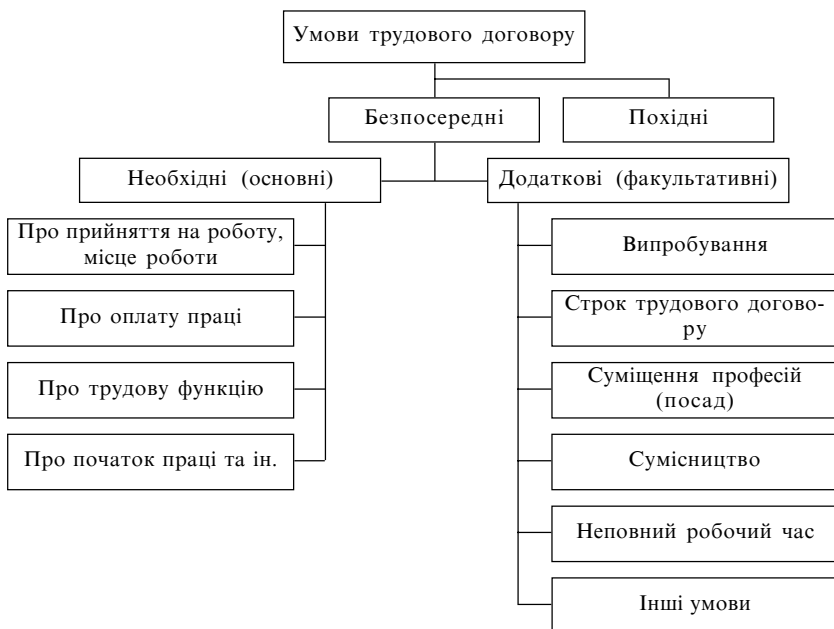 Умови трудового договору
Безпосередні
Похідні
Необхідні (основні)
Додаткові (факультативні)
Про прийняття на роботу,
місце роботи
Про оплату праці
Про трудову функцію
Про початок праці та ін.
Випробування
Строк трудового догово-
ру
Суміщення професій
(посад)
Сумісництво
Неповний робочий час
Інші умови